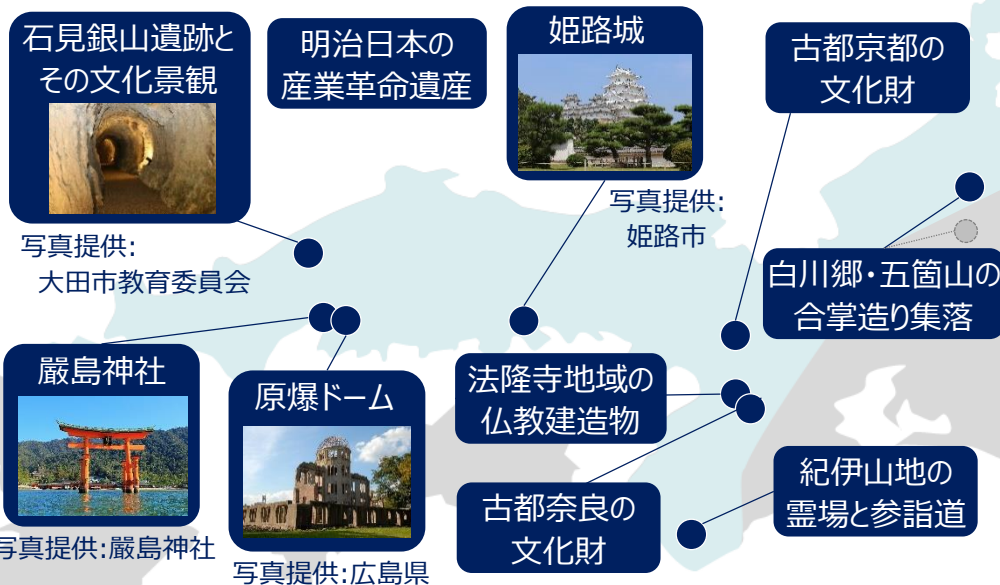 石見銀山遺跡と
その文化景観
写真提供:
大田市教育委員会
明治日本の
産業革命遺産
姫路城
写真提供:
姫路市
古都京都の
文化財
白川郷・五箇山の
合掌造り集落
嚴島神社
写真提供:嚴島神社
原爆ドーム
写真提供:広島県
法隆寺地域の
仏教建造物
古都奈良の
文化財
紀伊山地の
霊場と参詣道